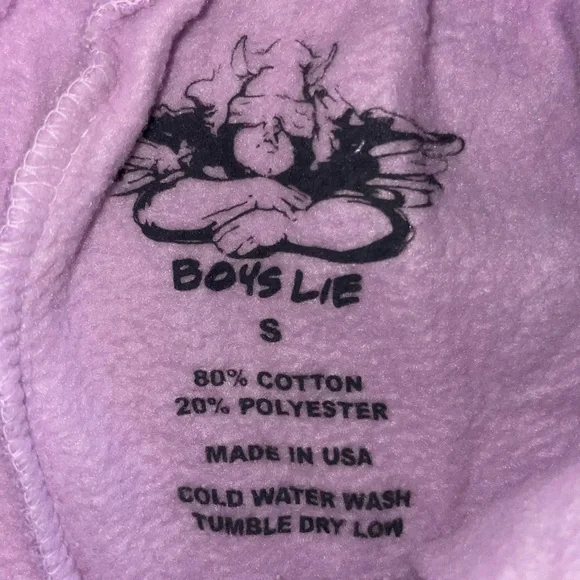 BOYS LIE
S
80% COTTON
20% POLYESTER
MADE IN USA
COLD WATER WASH
TUMBLE DRY LOW